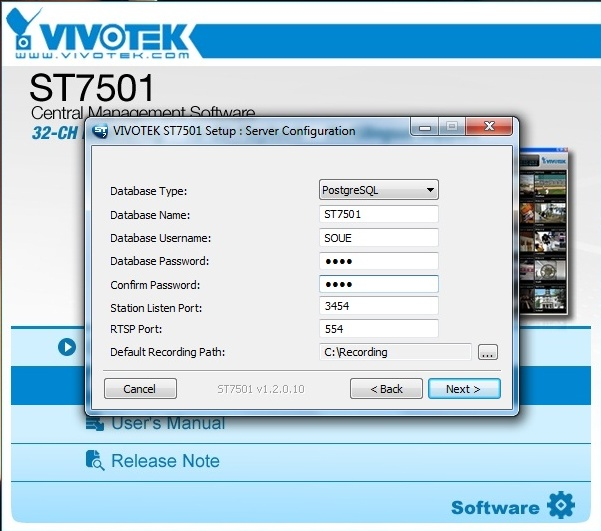 VIVOTEK
www.vivotek.com
ST7501
Central Management Software
32-CH
VIVOTEK ST7501 Setup : Server Configuration
Database Type: PostgreSQL
Database Name: ST7501
Database Username: SOUE
Database Password: ●●●●
Confirm Password: ●●●●
Station Listen Port: 3454
RTSP Port: 554
Default Recording Path: C:\Recording ...
Cancel ST7501 v1.2.0.10 < Back Next >
User's Manual
Release Note
Software